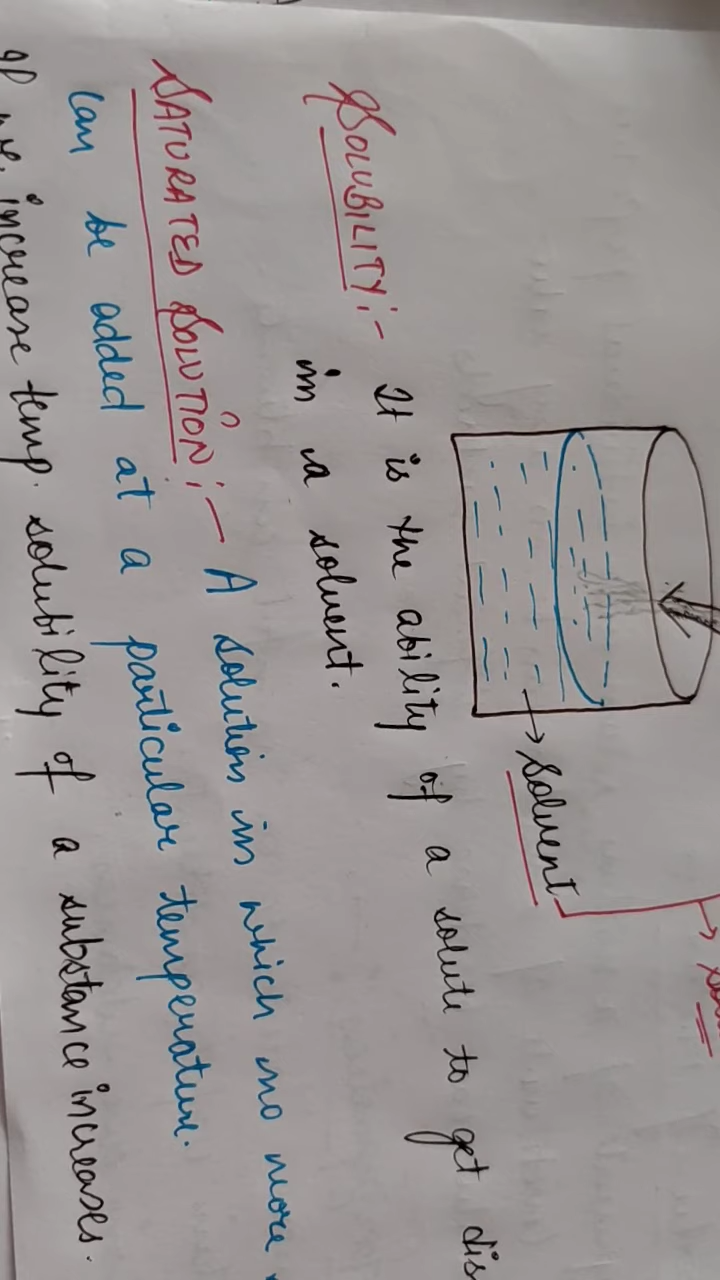 Solvent
SOLUBILITY:- It is the ability of a solute to get
in a solvent.
SATURATED SOLUTION:- A solution in which no more
can be added at a particular temperature.
If we increase temp. solubility of a substance increases.